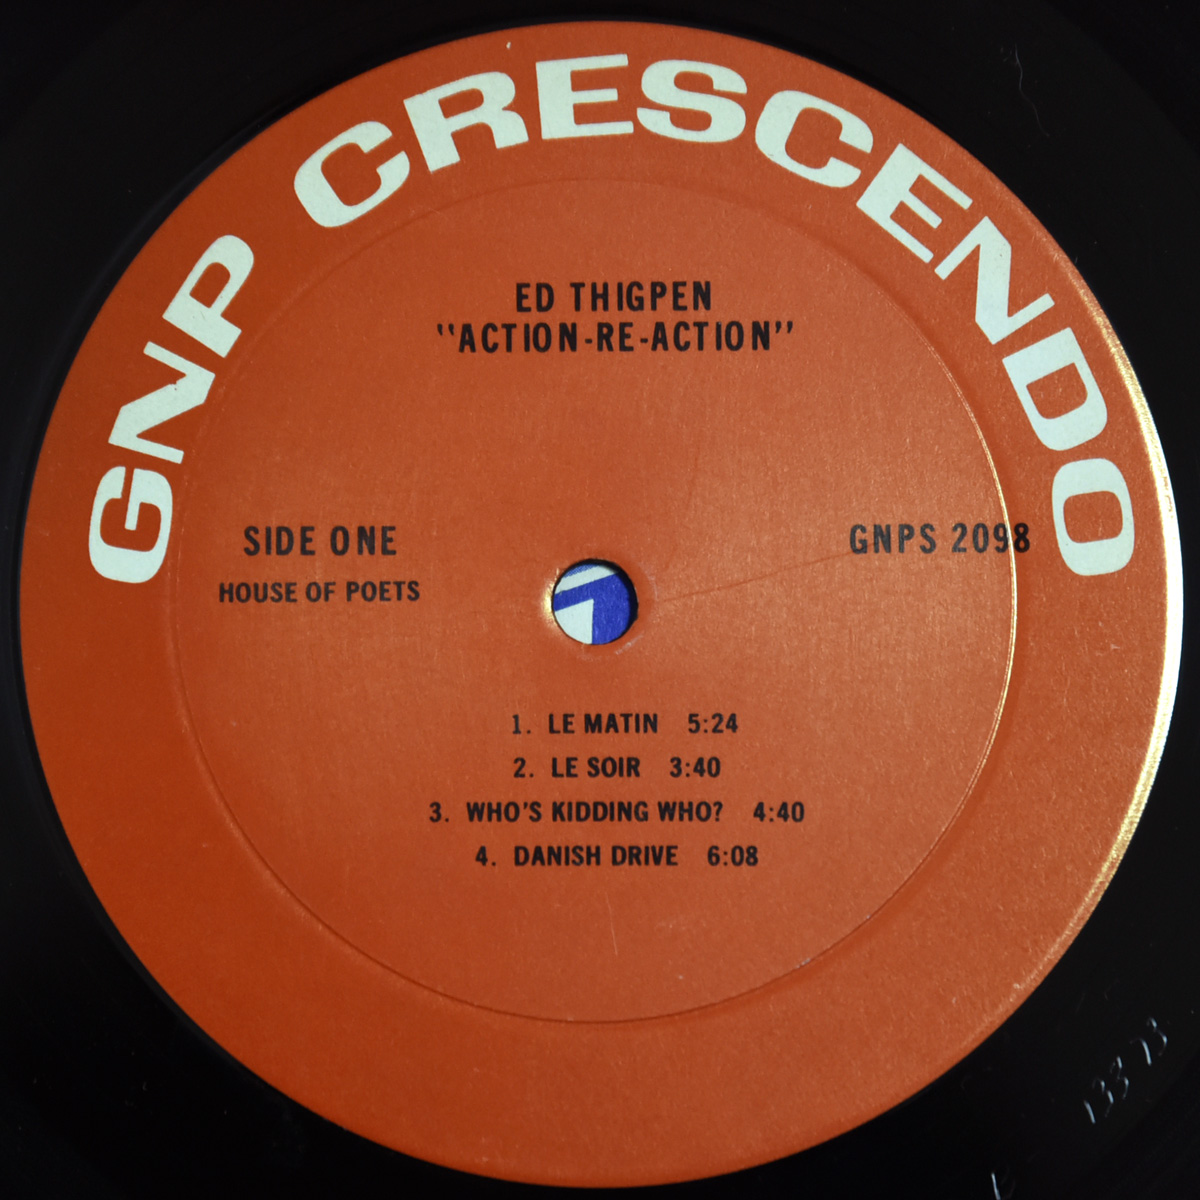 GNP CRESCENDO
ED THIGPEN
"ACTION-RE-ACTION"
SIDE ONE
GNPS 2098
HOUSE OF POETS
1. LE MATIN 5:24
2. LE SOIR 3:40
3. WHO'S KIDDING WHO? 4:40
4. DANISH DRIVE 6:08